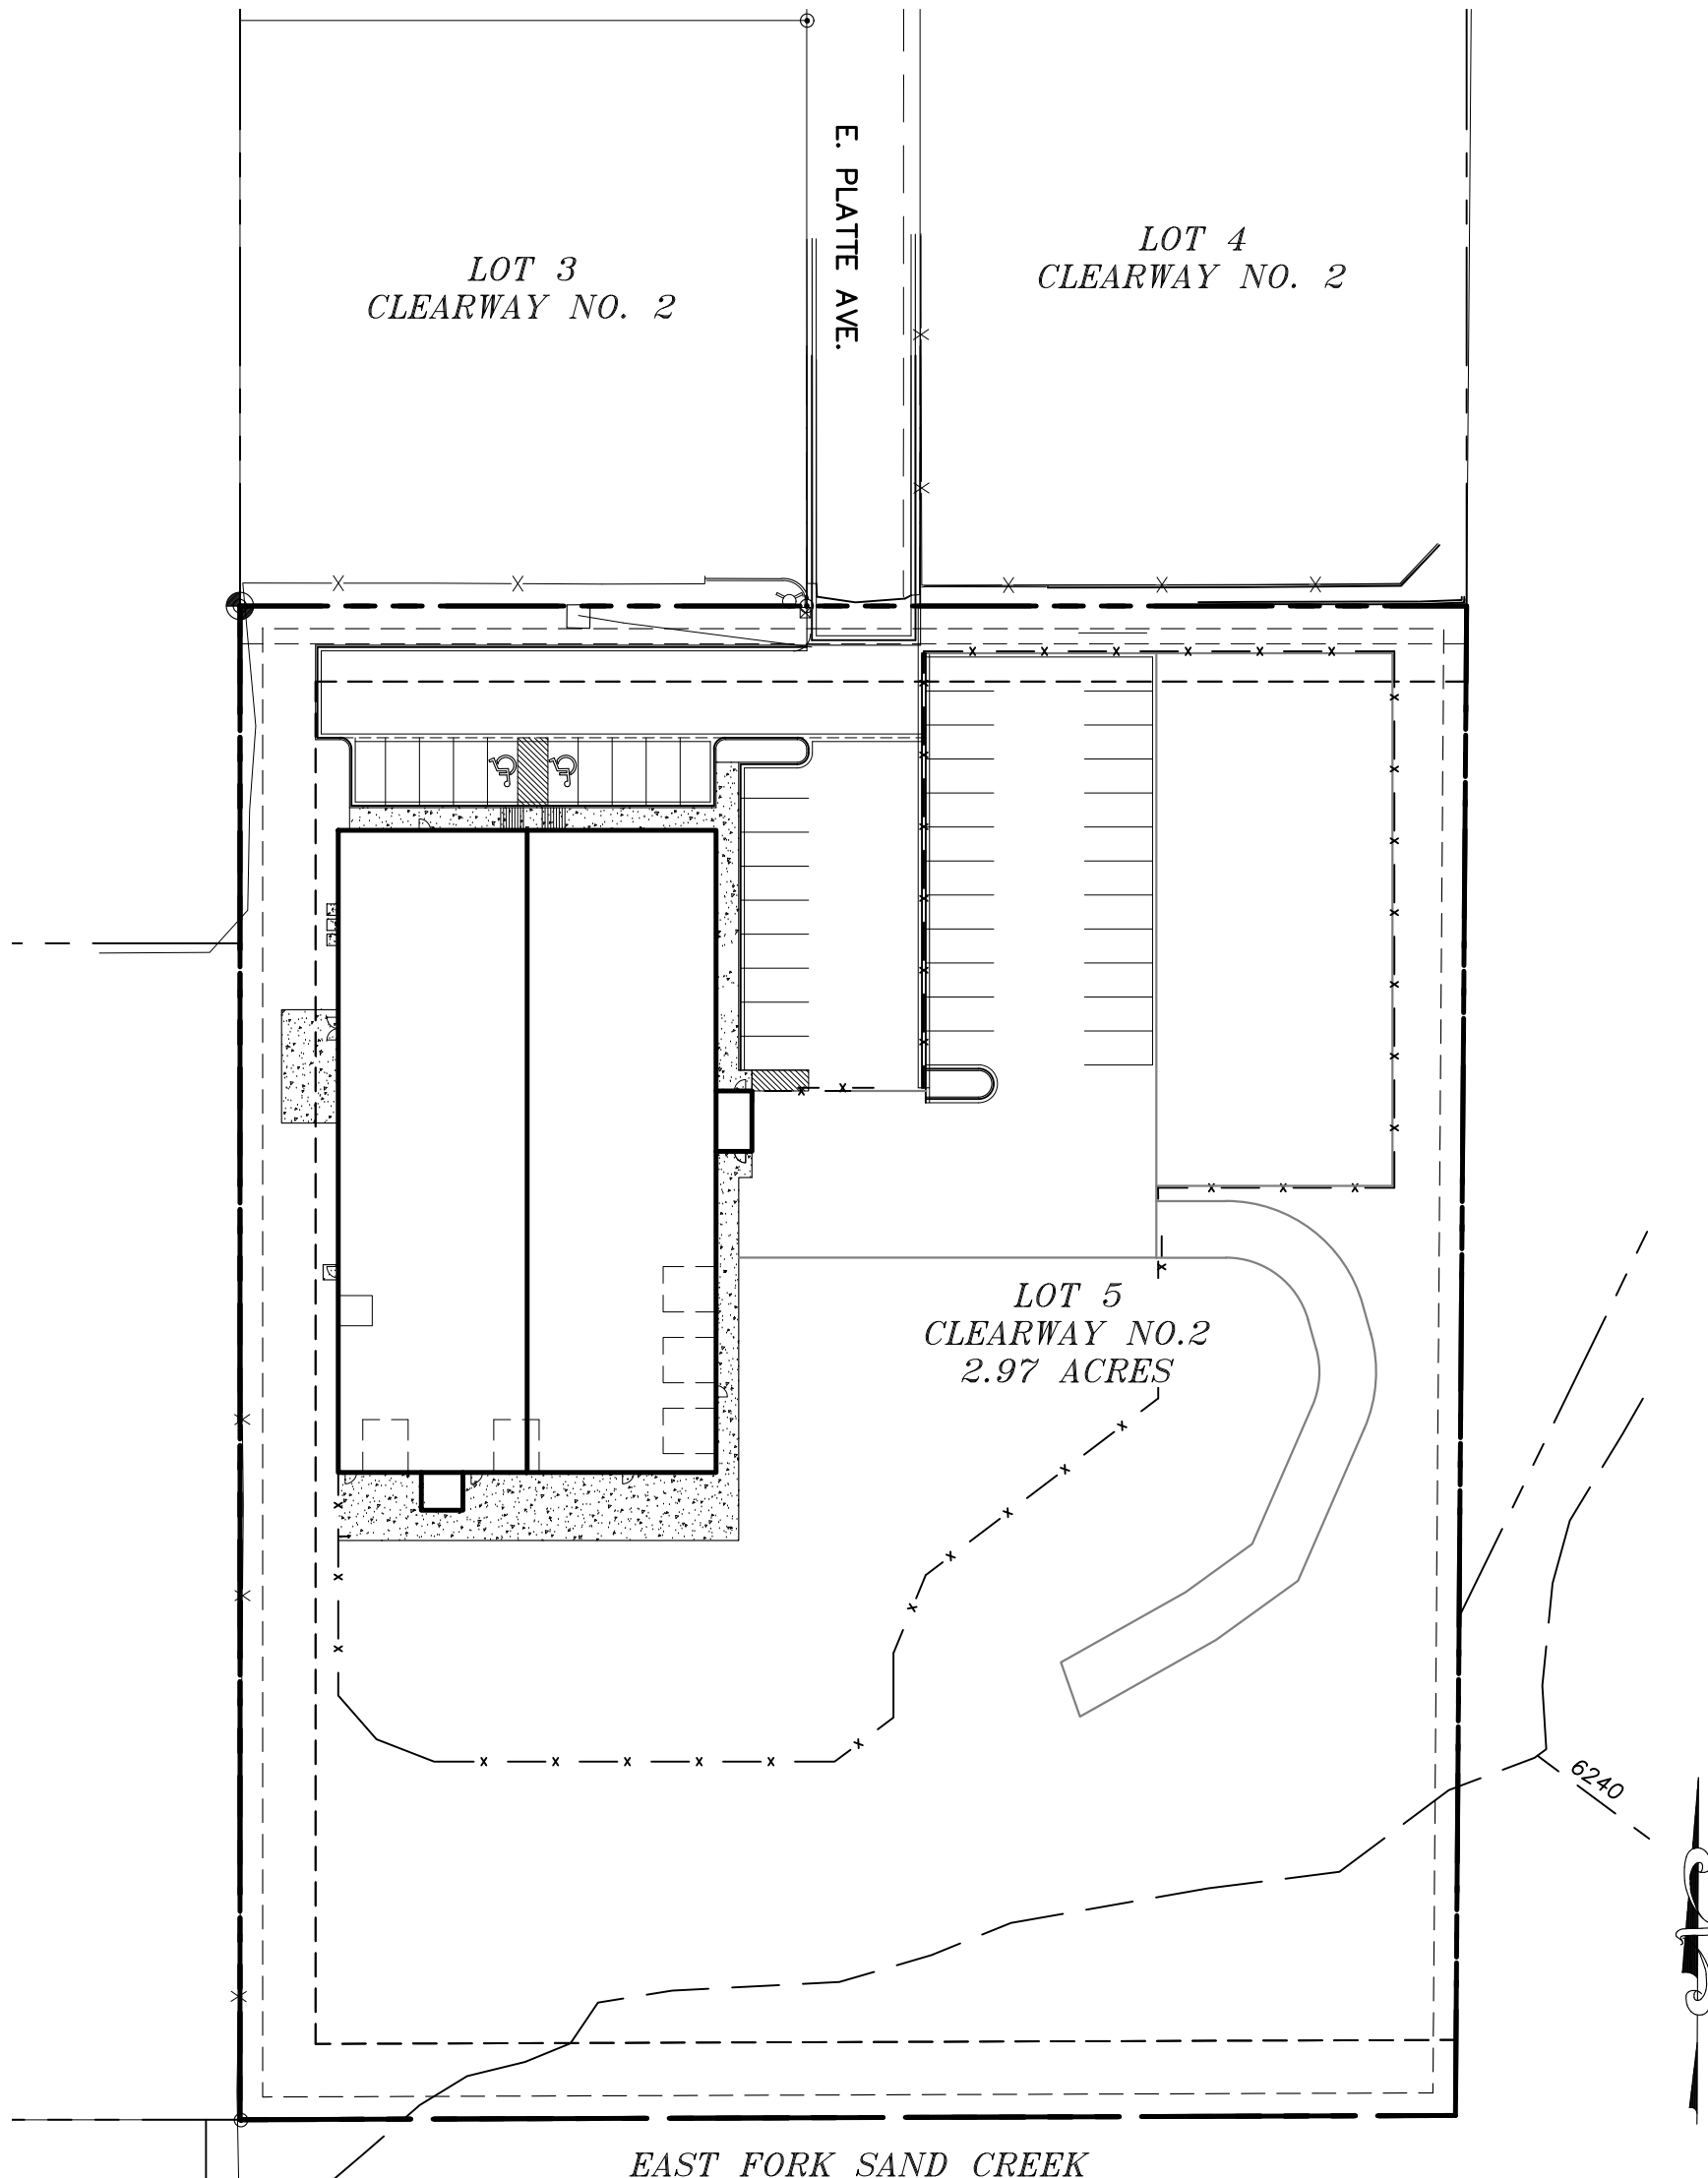 E. PLATTE AVE.
LOT 3
CLEARWAY NO. 2
LOT 4
CLEARWAY NO. 2
LOT 5
CLEARWAY NO.2
2.97 ACRES
6240
EAST FORK SAND CREEK